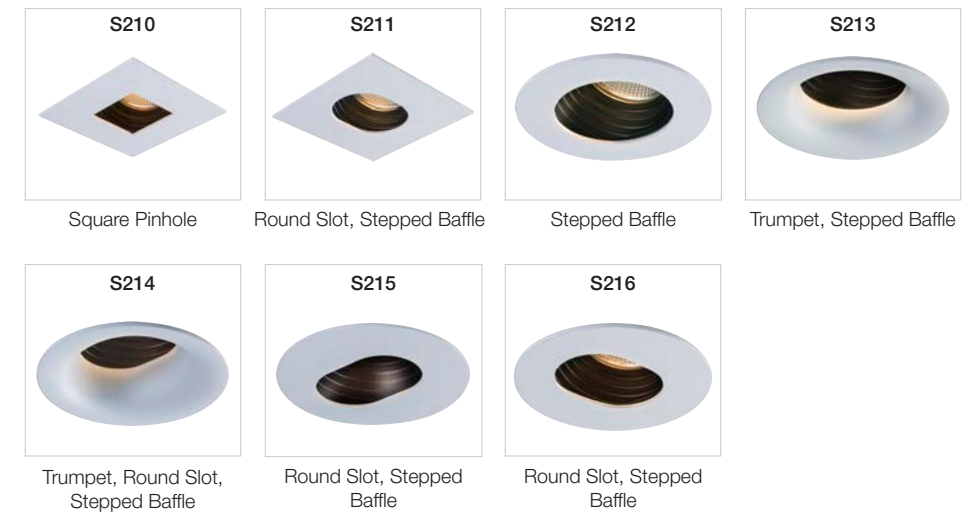 S210
S211
S212
S213
Square Pinhole
Round Slot, Stepped Baffle
Stepped Baffle
Trumpet, Stepped Baffle
S214
S215
S216
Trumpet, Round Slot,
Stepped Baffle
Round Slot, Stepped
Baffle
Round Slot, Stepped
Baffle